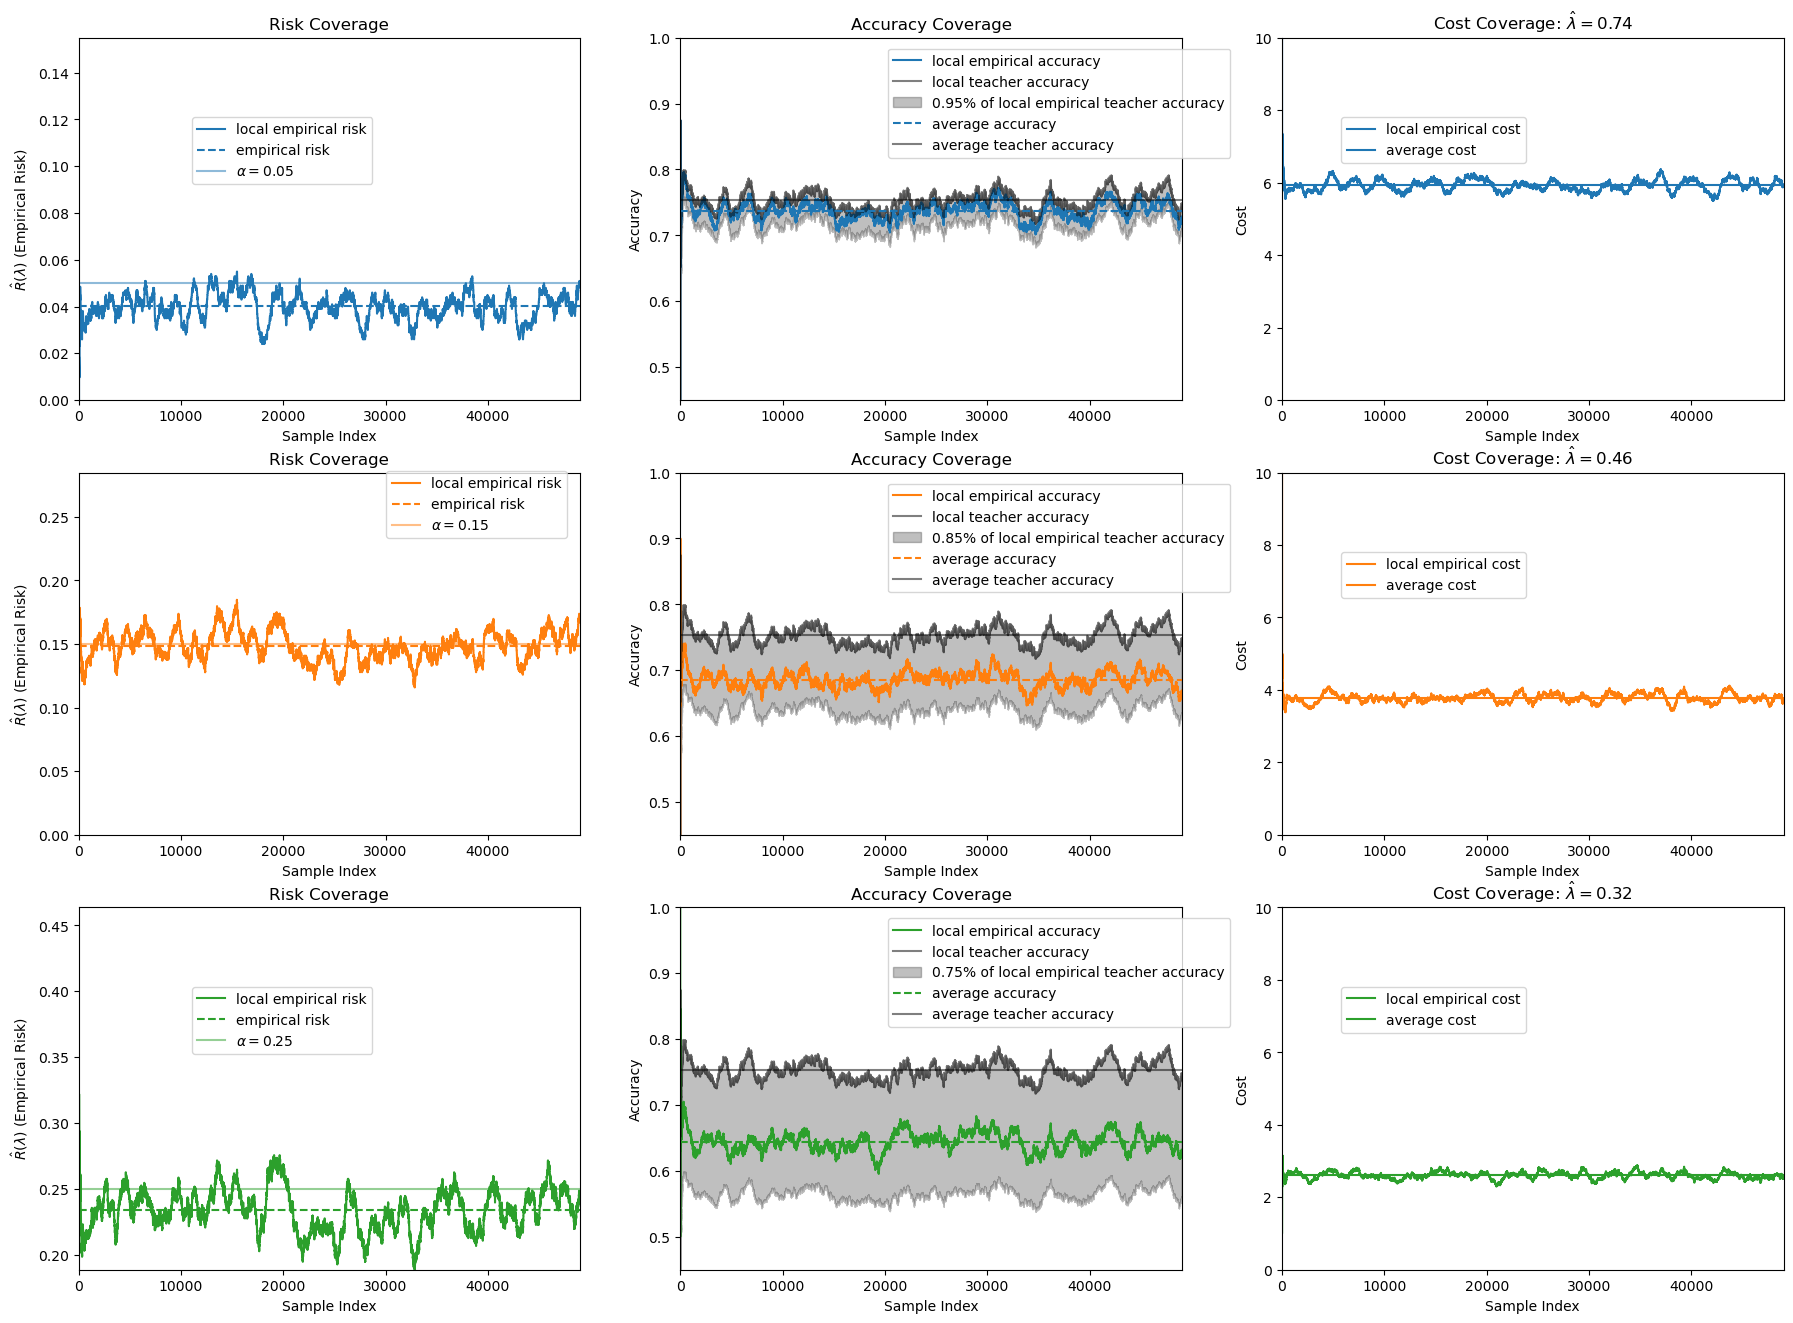 Risk Coverage
0.14
0.12
0.10
0.08
0.06
0.04
0.02
0.00
R̂(λ) (Empirical Risk)
local empirical risk
empirical risk
α = 0.05
0 10000 20000 30000 40000
Sample Index
Accuracy Coverage
1.0
0.9
0.8
0.7
0.6
0.5
Accuracy
local empirical accuracy
local teacher accuracy
0.95% of local empirical teacher accuracy
average accuracy
average teacher accuracy
0 10000 20000 30000 40000
Sample Index
Cost Coverage: λ̂ = 0.74
10
8
6
4
2
0
Cost
local empirical cost
average cost
0 10000 20000 30000 40000
Sample Index
Risk Coverage
0.25
0.20
0.15
0.10
0.05
0.00
R̂(λ) (Empirical Risk)
local empirical risk
empirical risk
α = 0.15
0 10000 20000 30000 40000
Sample Index
Accuracy Coverage
1.0
0.9
0.8
0.7
0.6
0.5
Accuracy
local empirical accuracy
local teacher accuracy
0.85% of local empirical teacher accuracy
average accuracy
average teacher accuracy
0 10000 20000 30000 40000
Sample Index
Cost Coverage: λ̂ = 0.46
10
8
6
4
2
0
Cost
local empirical cost
average cost
0 10000 20000 30000 40000
Sample Index
Risk Coverage
0.45
0.40
0.35
0.30
0.25
0.20
R̂(λ) (Empirical Risk)
local empirical risk
empirical risk
α = 0.25
0 10000 20000 30000 40000
Sample Index
Accuracy Coverage
1.0
0.9
0.8
0.7
0.6
0.5
Accuracy
local empirical accuracy
local teacher accuracy
0.75% of local empirical teacher accuracy
average accuracy
average teacher accuracy
0 10000 20000 30000 40000
Sample Index
Cost Coverage: λ̂ = 0.32
10
8
6
4
2
0
Cost
local empirical cost
average cost
0 10000 20000 30000 40000
Sample Index